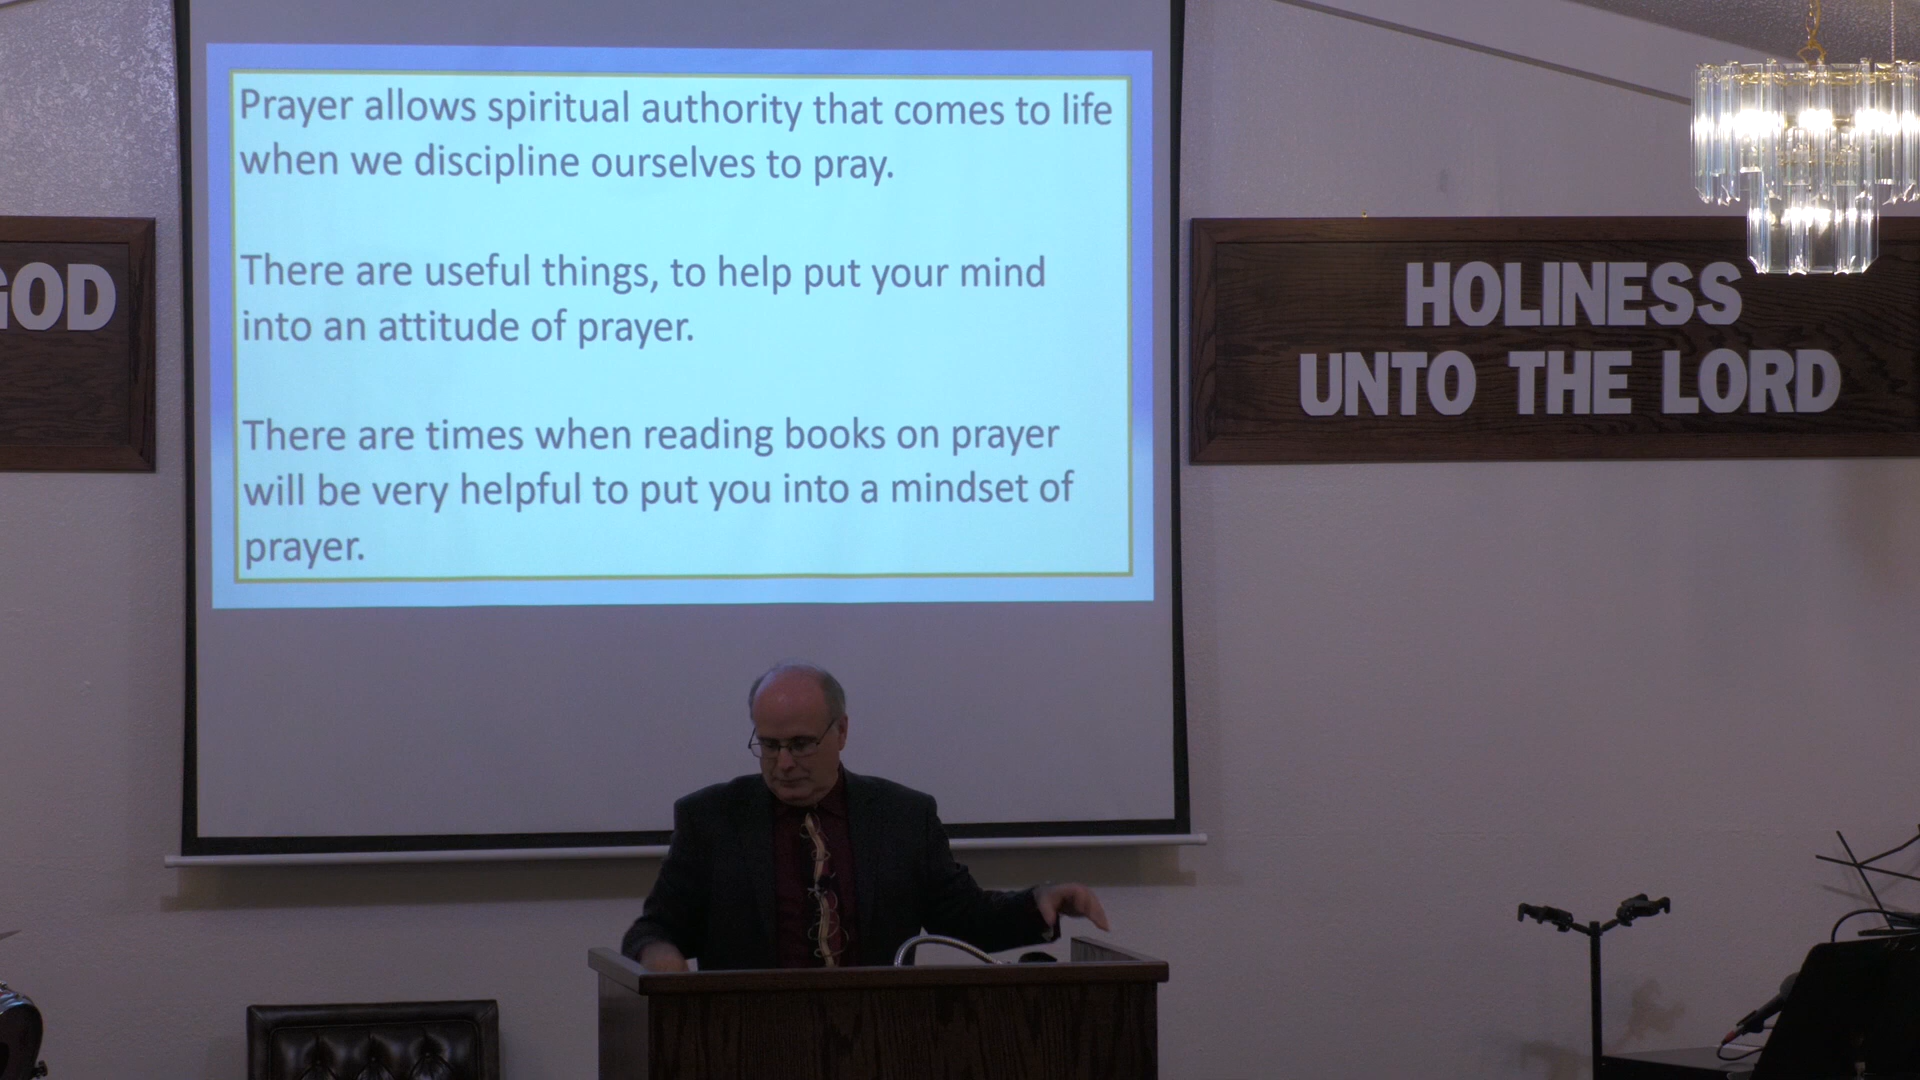 Prayer allows spiritual authority that comes to life
when we discipline ourselves to pray.
There are useful things, to help put your mind
into an attitude of prayer.
There are times when reading books on prayer
will be very helpful to put you into a mindset of
prayer.
GOD
HOLINESS
UNTO THE LORD